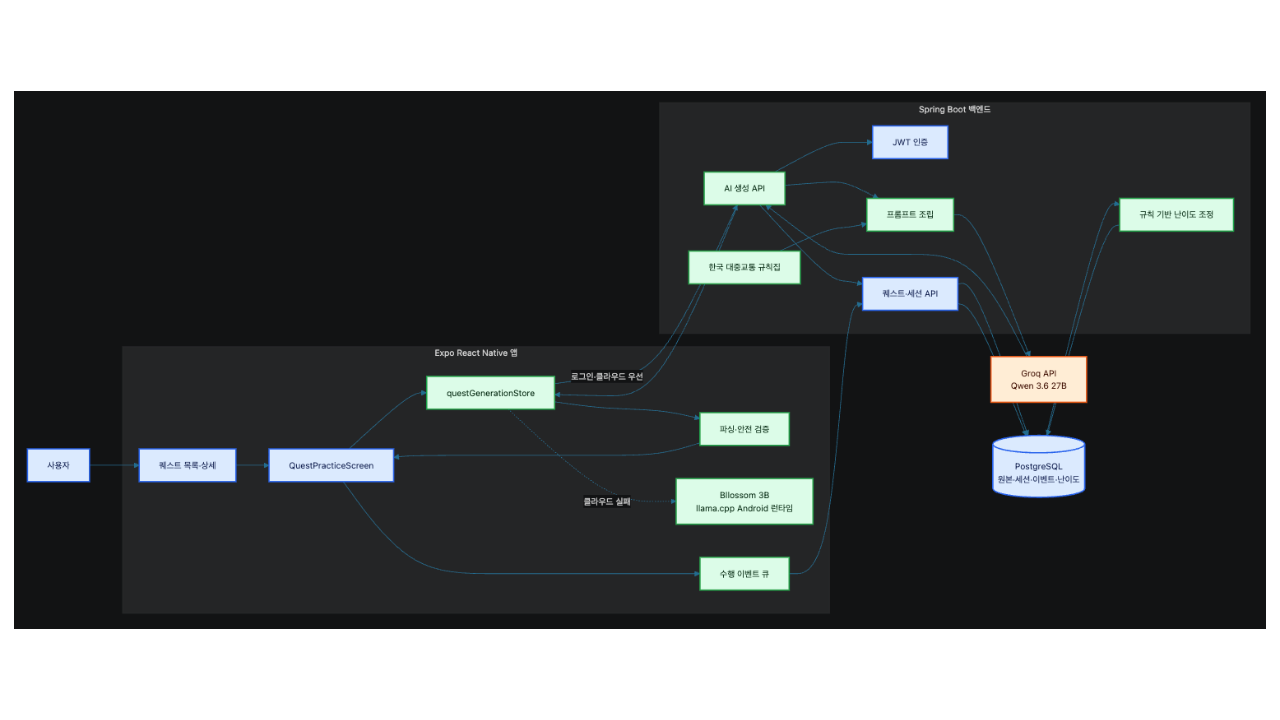 Spring Boot 백엔드
JWT 인증
AI 생성 API
프롬프트 조립
규칙 기반 난이도 조정
한국 대중교통 규칙집
퀘스트·세션 API
Expo React Native 앱
로그인·클라우드 우선
questGenerationStore
Groq API
Qwen 3.6 27B
파싱·안전 검증
사용자
퀘스트 목록·상세
QuestPracticeScreen
PostgreSQL
원본·세션·이벤트·난이도
클라우드 실패
Bllossom 3B
llama.cpp Android 런타임
수행 이벤트 큐